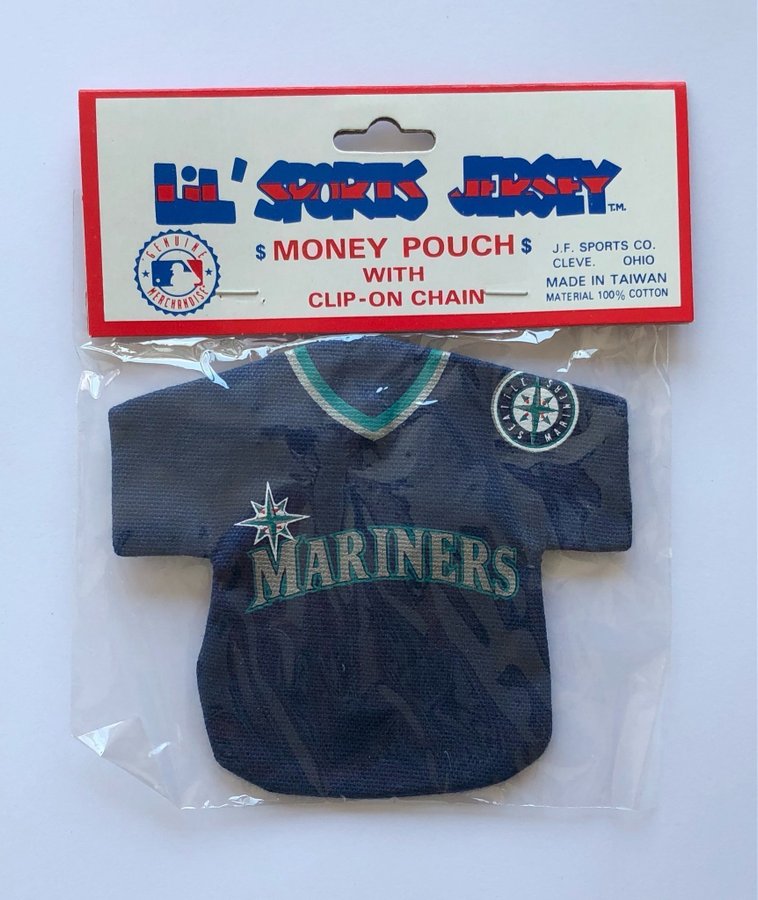 LIL' SPORTS JERSEY T.M.
$ MONEY POUCH $
WITH
CLIP-ON CHAIN
GENUINE
MERCHANDISE
J.F. SPORTS CO.
CLEVE. OHIO
MADE IN TAIWAN
MATERIAL 100% COTTON
SEATTLE MARINERS
MARINERS